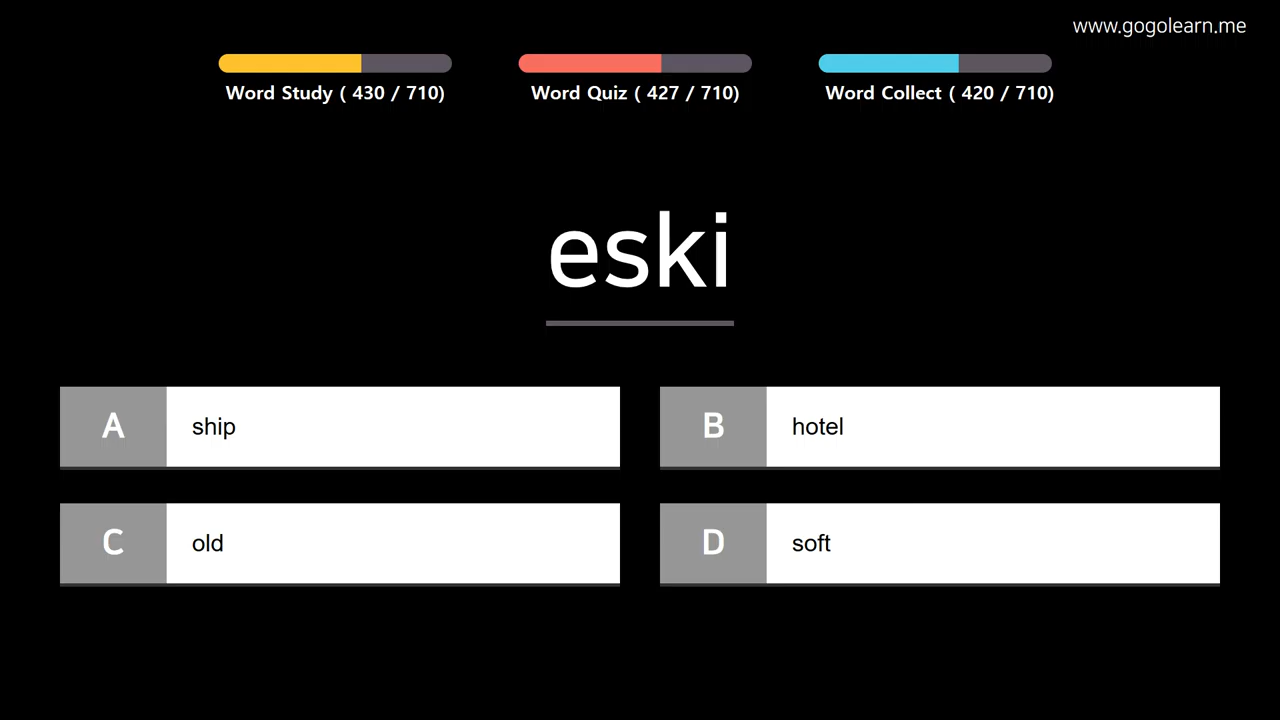 www.gogolearn.me
Word Study ( 430 / 710)
Word Quiz ( 427 / 710)
Word Collect ( 420 / 710)
eski
A ship
B hotel
C old
D soft